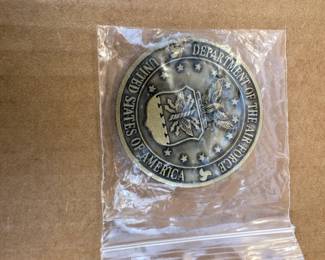 DEPARTMENT OF THE AIR FORCE
UNITED STATES OF AMERICA